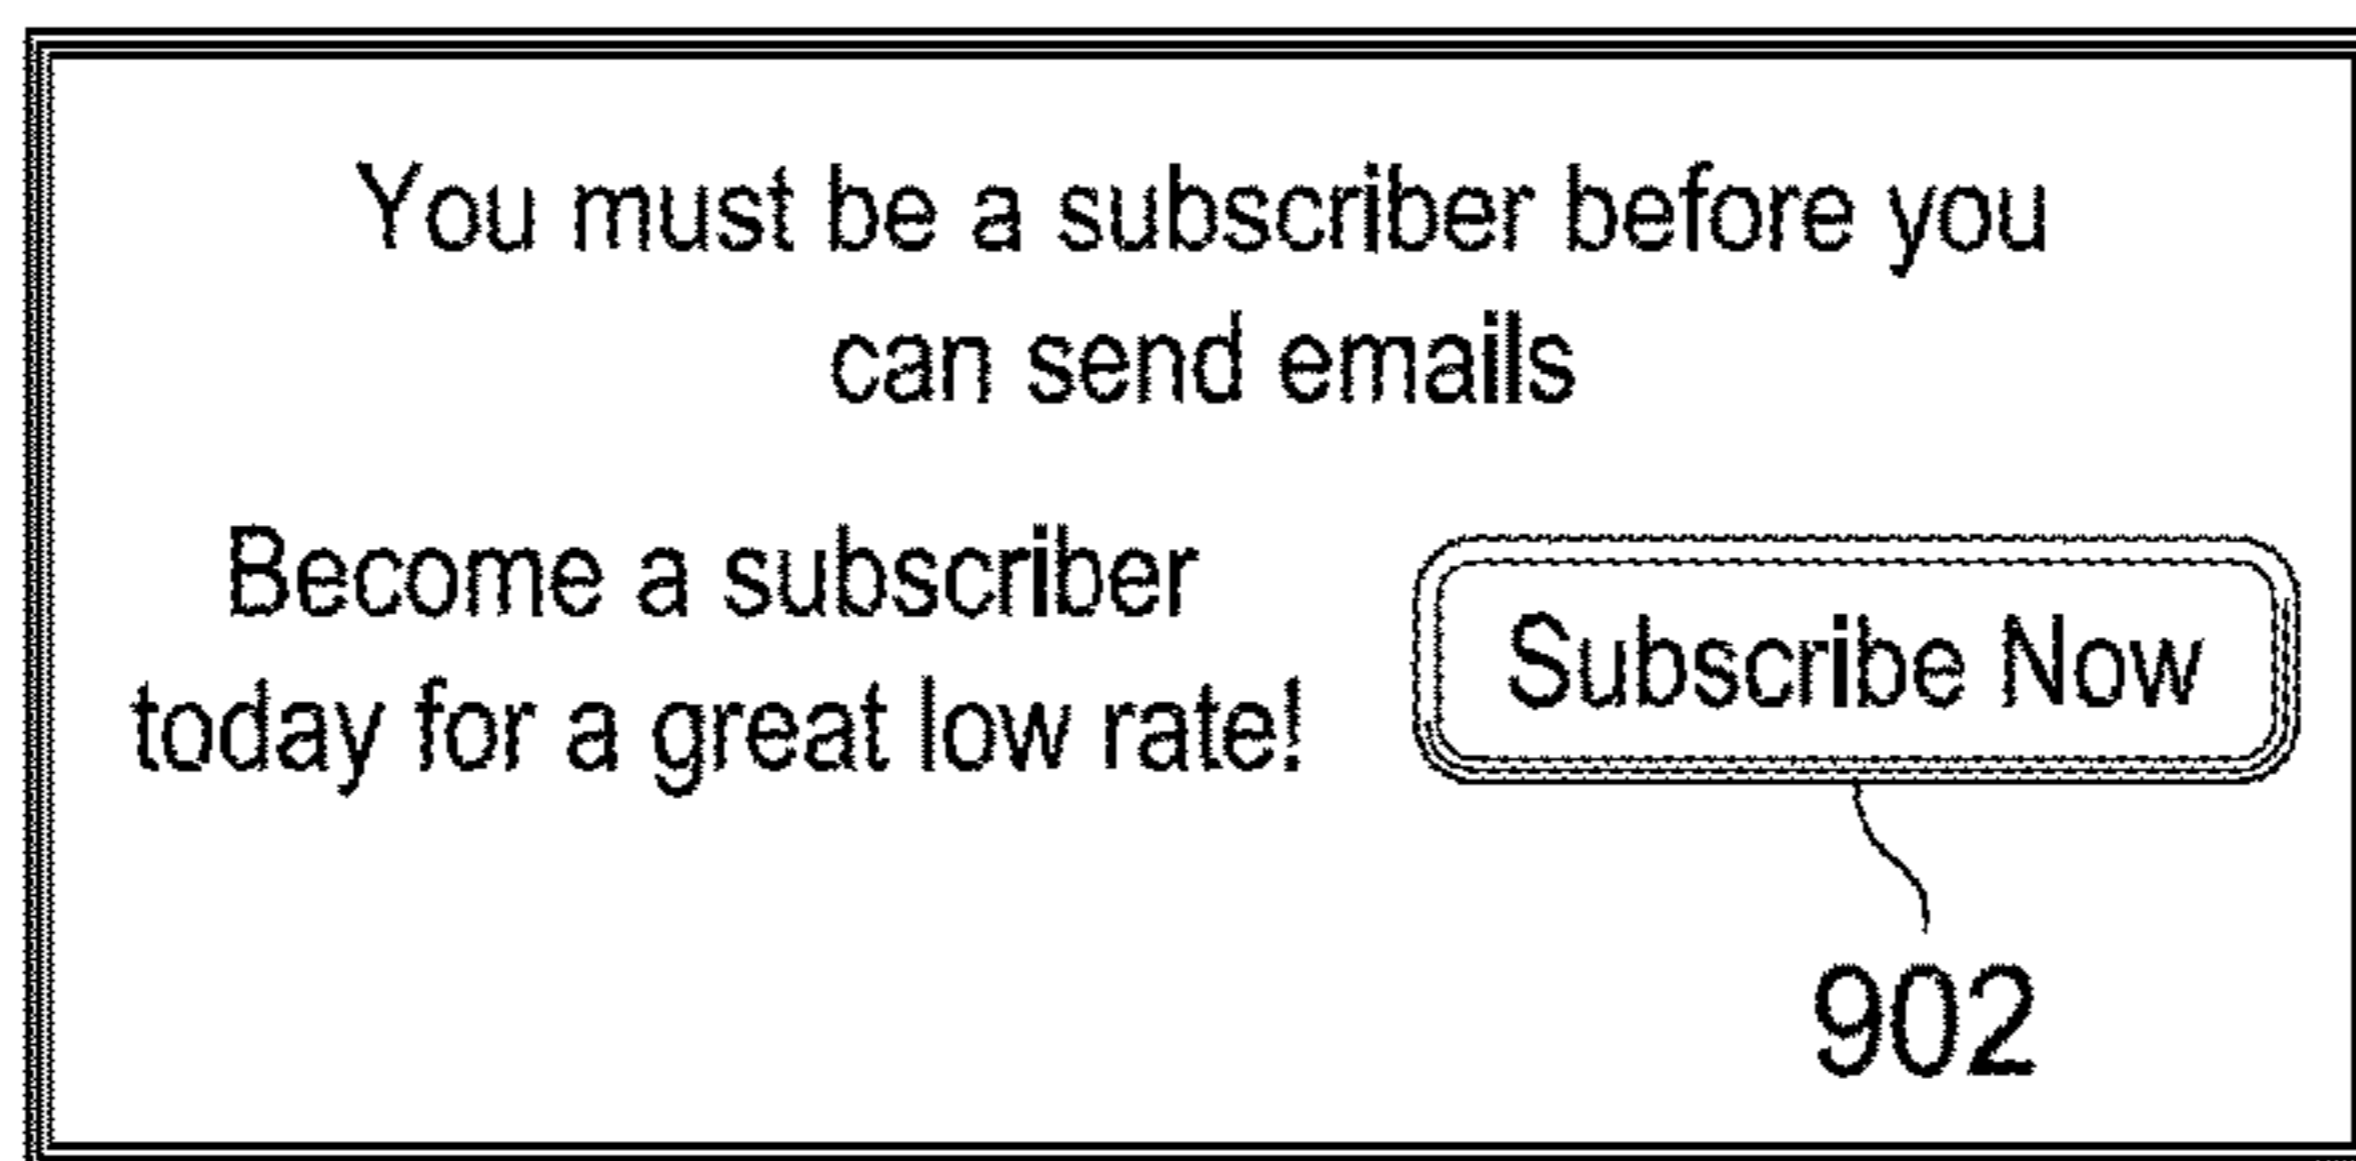 You must be a subscriber before you
can send emails
Become a subscriber
today for a great low rate!
Subscribe Now
902